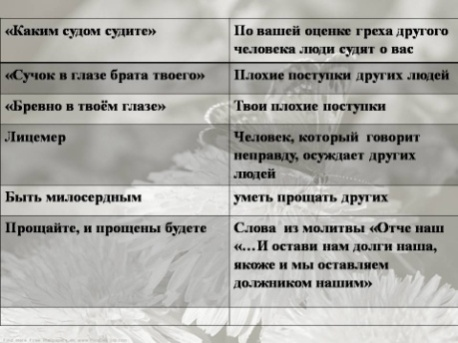 «Каким судом судите»
По вашей оценке греха другого
человека люди судят о вас
«Сучок в глазе брата твоего»
Плохие поступки других людей
«Бревно в твоём глазе»
Твои плохие поступки
Лицемер
Человек, который говорит
неправду, осуждает других
людей
Быть милосердным
уметь прощать других
Прощайте, и прощены будете
Слова из молитвы «Отче наш
«…И остави нам долги наша,
якоже и мы оставляем
должником нашим»